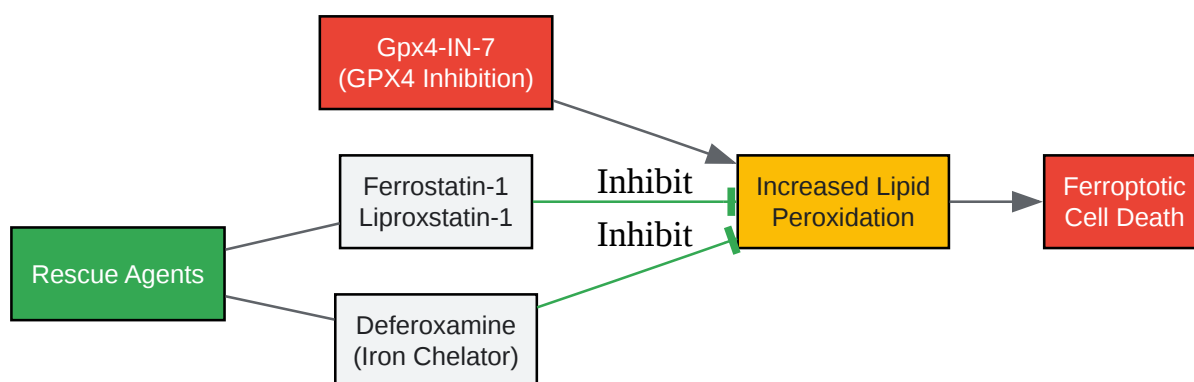 Gpx4-IN-7
(GPX4 Inhibition)
Ferrostatin-1
Liproxstatin-1
Inhibit
Increased Lipid
Peroxidation
Ferroptotic
Cell Death
Inhibit
Rescue Agents
Deferoxamine
(Iron Chelator)